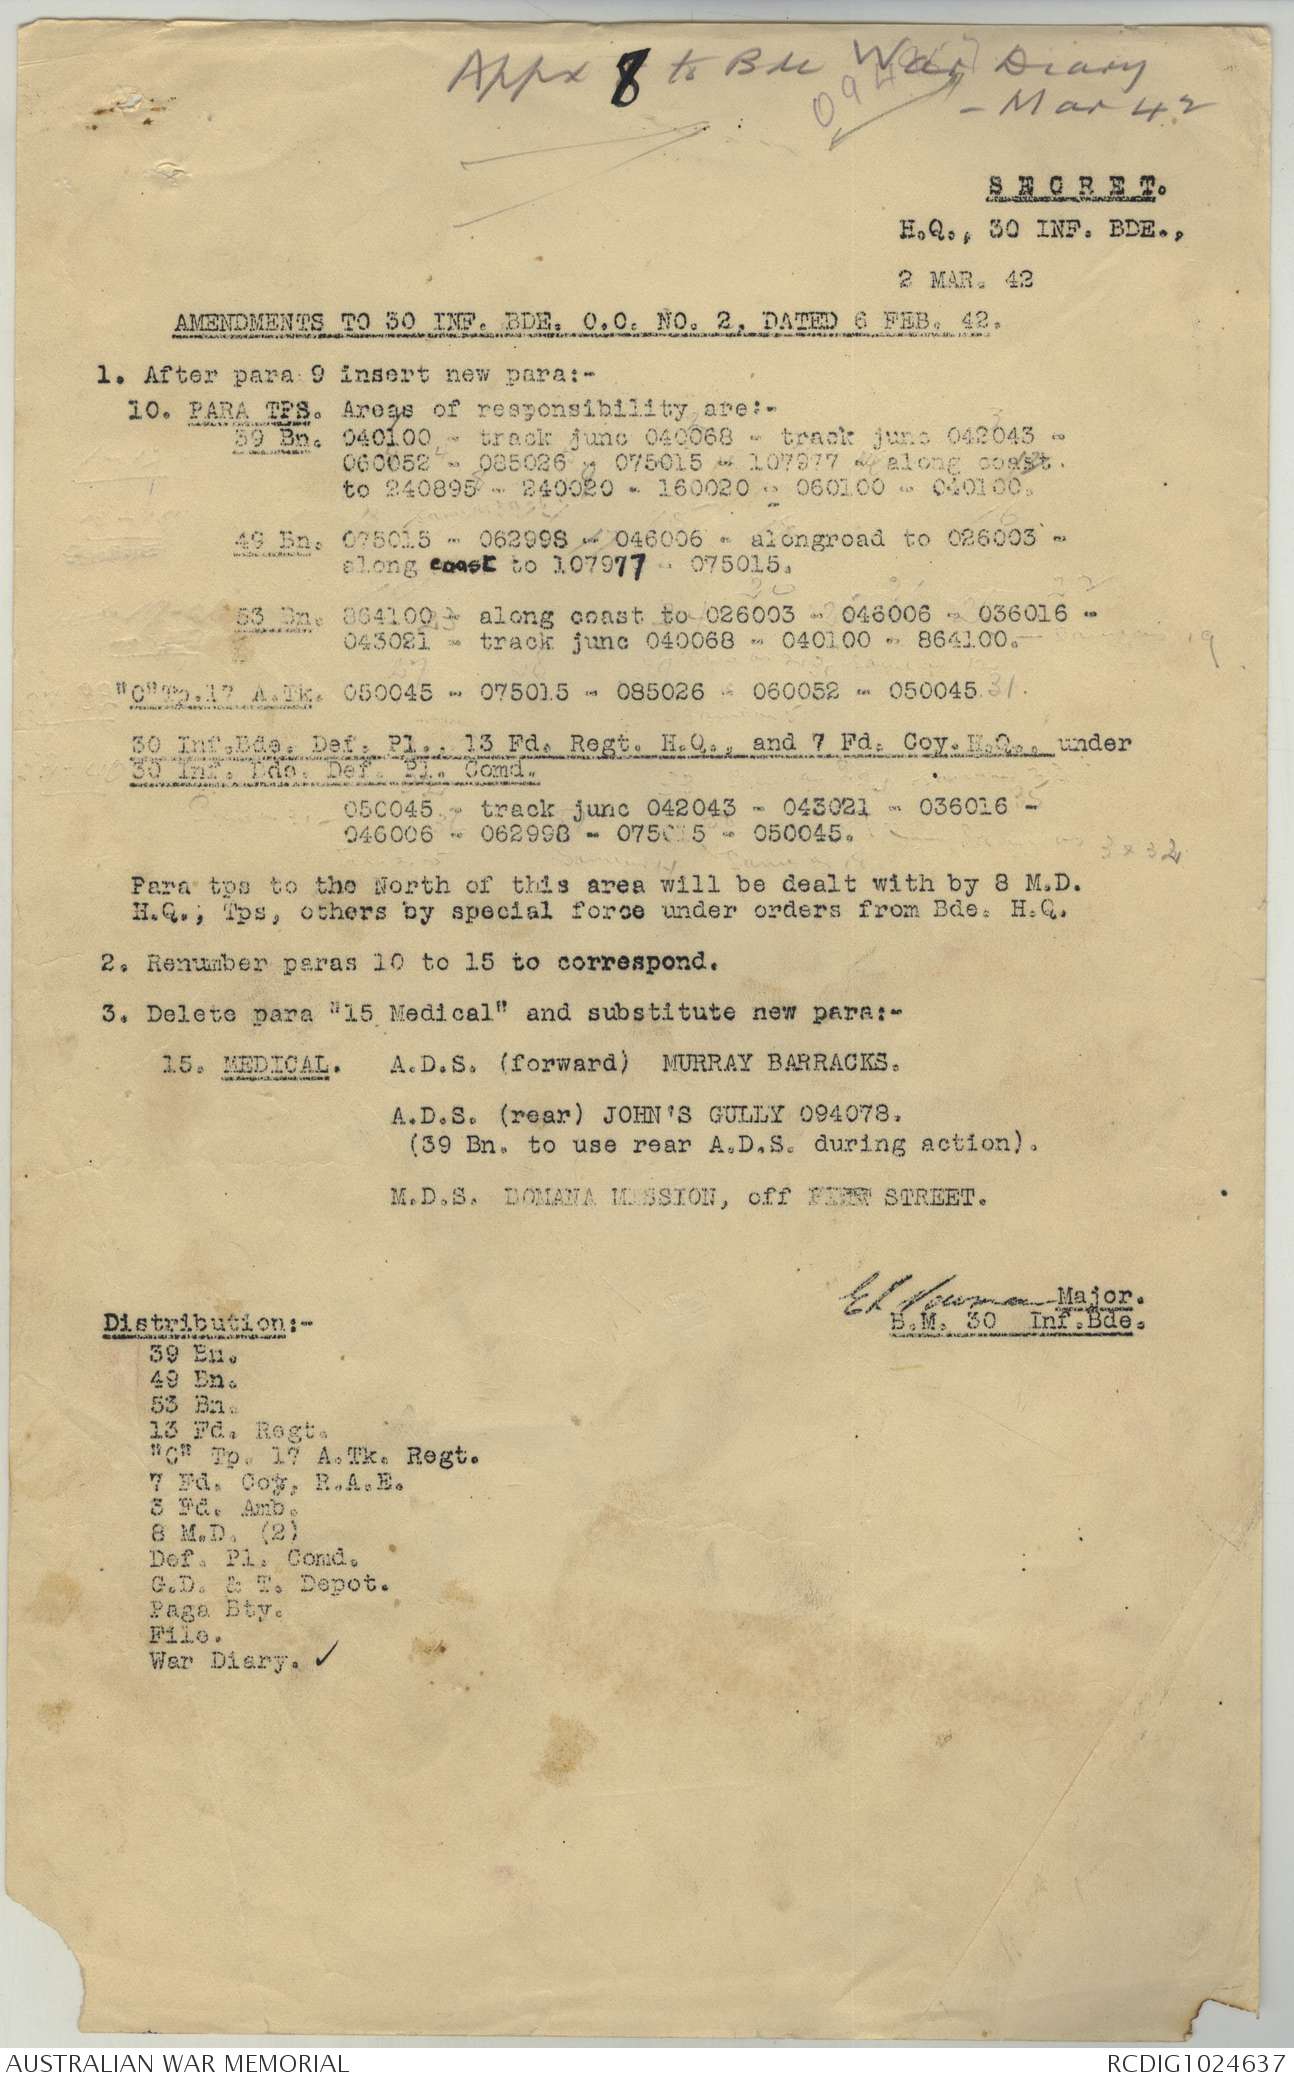 Appx 8 to Bde War Diary
- Mar 42
SECRET.
H.Q., 30 INF. BDE.,
2 MAR. 42
AMENDMENTS TO 30 INF. BDE. O.O. NO. 2, DATED 6 FEB. 42.
1. After para 9 insert new para:-
10. PARA TPS. Areas of responsibility are:-
39 Bn. 040100 - track junc 040068 - track junc 042043 -
060052 - 085026 - 075015 - 107977 - along coast
to 240895 - 240020 - 160020 - 060100 - 040100.
49 Bn. 075015 - 062998 - 046006 - alongroad to 026003 -
along coast to 107977 - 075015.
53 Bn. 864100 - along coast to 026003 - 046006 - 036016 -
043021 - track junc 040068 - 040100 - 864100.
"C"Tp.17 A.Tk. 050045 - 075015 - 085026 - 060052 - 050045 31.
30 Inf.Bde. Def. Pl., 13 Fd. Regt. H.Q., and 7 Fd. Coy. H.Q., under
30 Inf. Bde. Def. Pl. Comd.
050045 - track junc 042043 - 043021 - 036016 -
046006 - 062998 - 075015 - 050045.
3 x 32
Para tps to the North of this area will be dealt with by 8 M.D.
H.Q., Tps, others by special force under orders from Bde. H.Q.
2. Renumber paras 10 to 15 to correspond.
3. Delete para "15 Medical" and substitute new para:-
15. MEDICAL. A.D.S. (forward) MURRAY BARRACKS.
A.D.S. (rear) JOHN'S GULLY 094078.
(39 Bn. to use rear A.D.S. during action).
M.D.S. BOMANA MISSION, off STREET.
Major.
B.M. 30 Inf.Bde.
Distribution:-
39 Bn.
49 Bn.
53 Bn.
13 Fd. Regt.
"C" Tp. 17 A.Tk. Regt.
7 Fd. Coy, R.A.E.
3 Fd. Amb.
8 M.D. (2)
Def. Pl. Comd.
G.D. & T. Depot.
Paga Bty.
File.
War Diary. ✓
AUSTRALIAN WAR MEMORIAL
RCDIG1024637